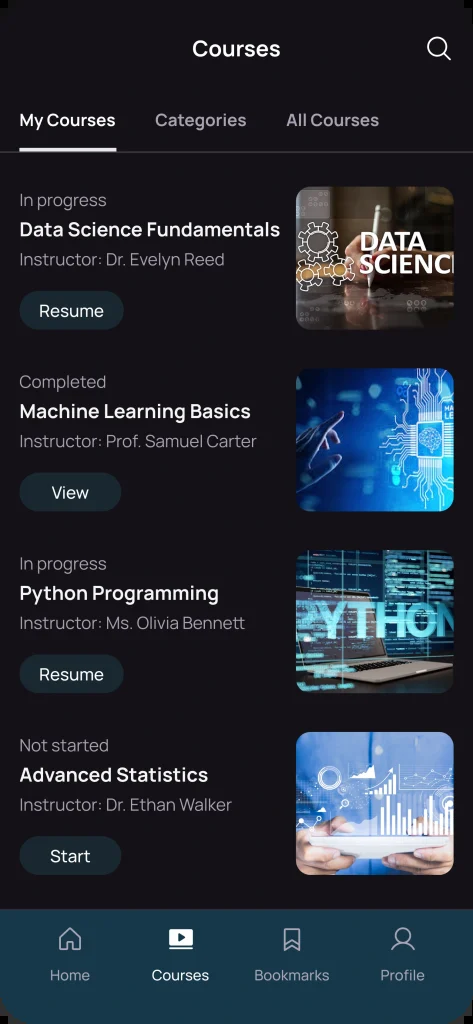 Courses
My Courses
Categories
All Courses
In progress
Data Science Fundamentals
Instructor: Dr. Evelyn Reed
Resume
DATA
SCIENC
Completed
Machine Learning Basics
Instructor: Prof. Samuel Carter
View
MA
LE
In progress
Python Programming
Instructor: Ms. Olivia Bennett
Resume
PYTHON
Not started
Advanced Statistics
Instructor: Dr. Ethan Walker
Start
Home
Courses
Bookmarks
Profile